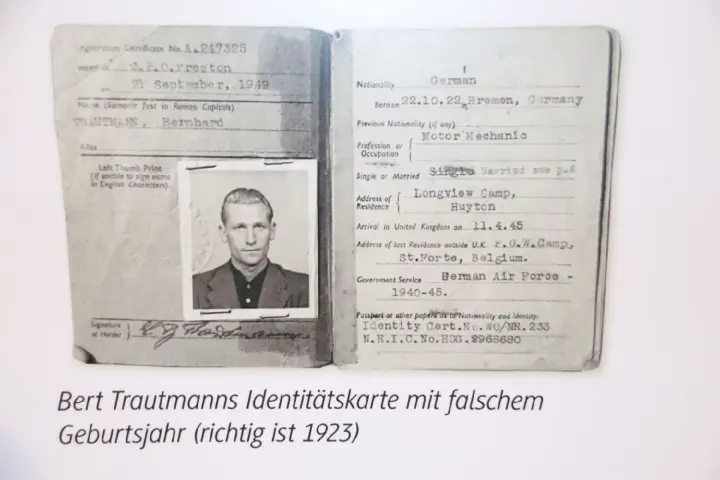 Registration Certificate No. A.247325
issued at C.P.O. Preston
on 21 September, 1949
Name (Surname first in Roman Capitals)
TRAUTMANN, Bernhard
Alias
Left Thumb Print
(if unable to sign name
in English Characters).
Signature
of Holder
Nationality German
Born on 22.10.22 Bremen, Germany
Previous Nationality (if any)
Motor Mechanic
Profession or
Occupation
Single or Married Single Married see p.6
Address of
Residence
Longview Camp,
Huyton
Arrival in United Kingdom on 11.4.45
Address of last Residence outside U.K. P.O.W.Camp,
St.Forte, Belgium.
Government Service German Air Force -
1940-45.
Passport or other papers as to Nationality and Identity.
Identity Cert.No.WO/NR.233
N.R.I.C.No.HDG.2968680
Bert Trautmanns Identitätskarte mit falschem
Geburtsjahr (richtig ist 1923)